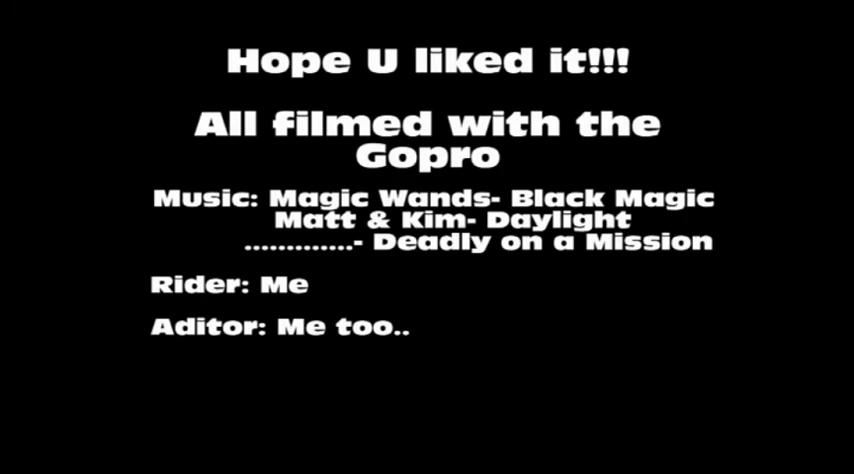 Hope U liked it!!!
All filmed with the
Gopro
Music: Magic Wands- Black Magic
Matt & Kim- Daylight
.............- Deadly on a Mission
Rider: Me
Aditor: Me too..